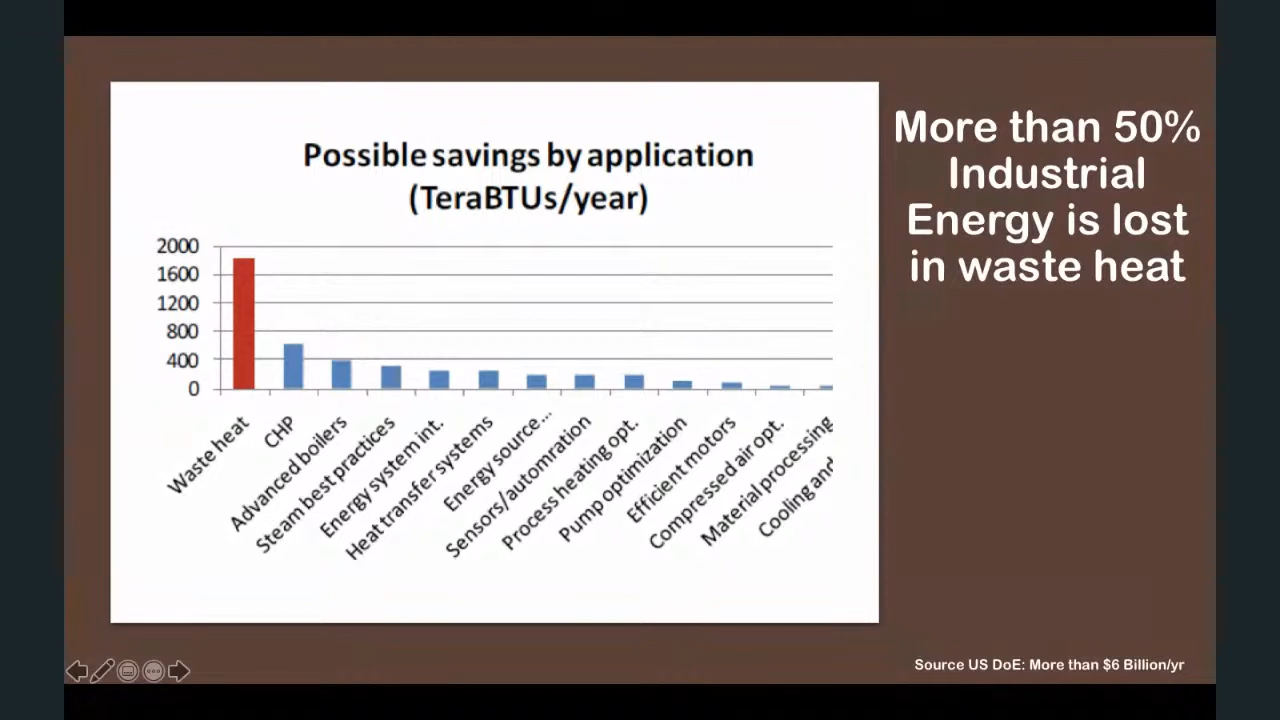 Possible savings by application
(TeraBTUs/year)
2000
1600
1200
800
400
0
Waste heat
CHP
Advanced boilers
Steam best practices
Energy system int.
Heat transfer systems
Energy source...
Sensors/automration
Process heating opt.
Pump optimization
Efficient motors
Compressed air opt.
Material processing
Cooling and
More than 50%
Industrial
Energy is lost
in waste heat
Source US DoE: More than $6 Billion/yr